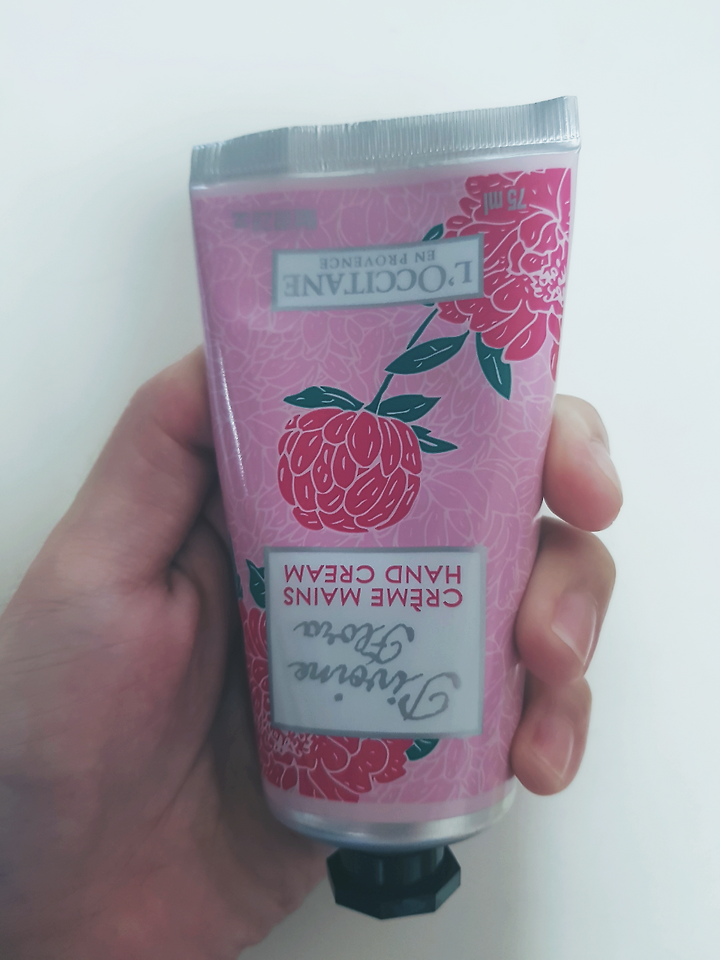 Pivoine
Flora
CRÈME MAINS
HAND CREAM
L'OCCITANE
EN PROVENCE
75 ml